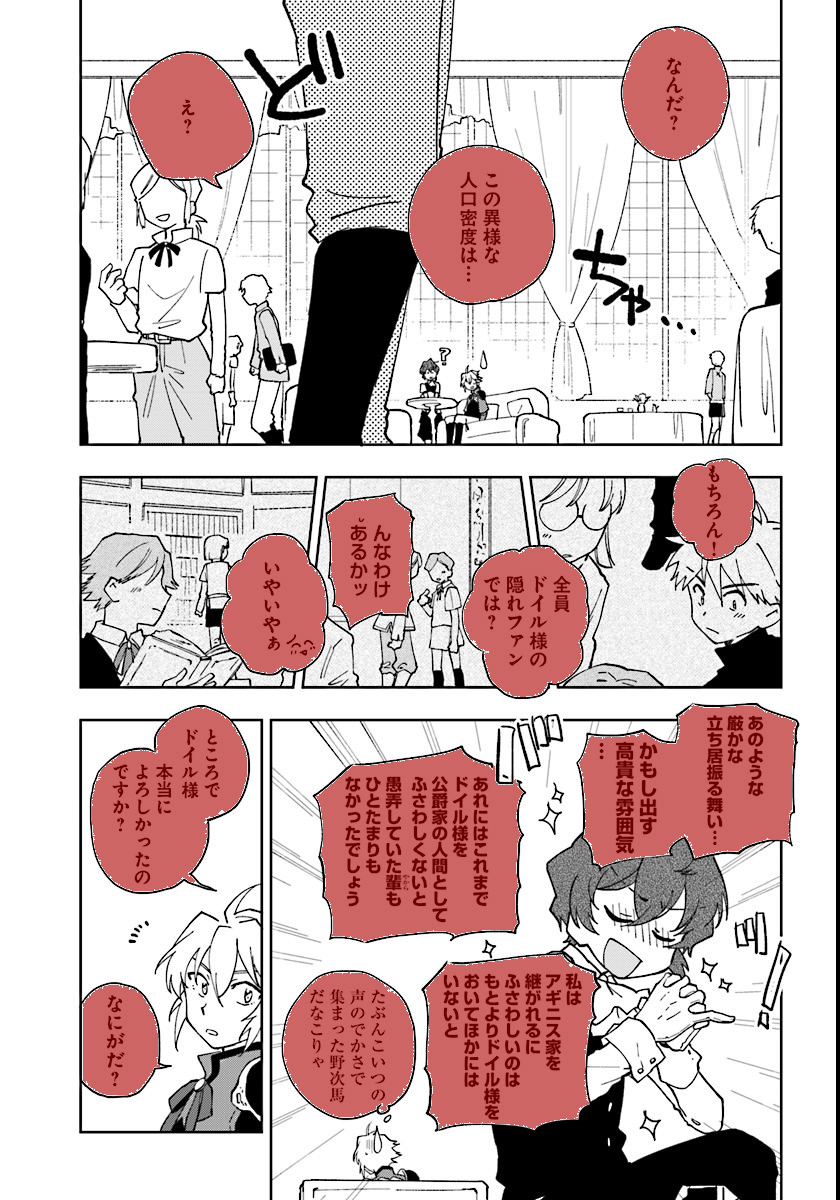 なんだ?
この異様な
人口密度は…
え?
ど
ちゃ…
?
もちろん!
全員
ドイル様の
隠れファン
では?
んなわけ
あるかッ
いやいやぁ
あのような
厳かな
立ち居振る舞い…
かもし出す
高貴な雰囲気
…
あれにはこれまで
ドイル様を
公爵家の人間として
ふさわしくないと
愚弄していた輩も
やから
ひとたまりも
なかったでしょう
私は
アギニス家を
継がれるに
ふさわしいのは
もとよりドイル様を
おいてほかには
いないと
たぶんこいつの
声のでかさで
集まった野次馬
だなこりゃ
ところで
ドイル様
本当に
よろしかったの
ですか?
なにがだ?